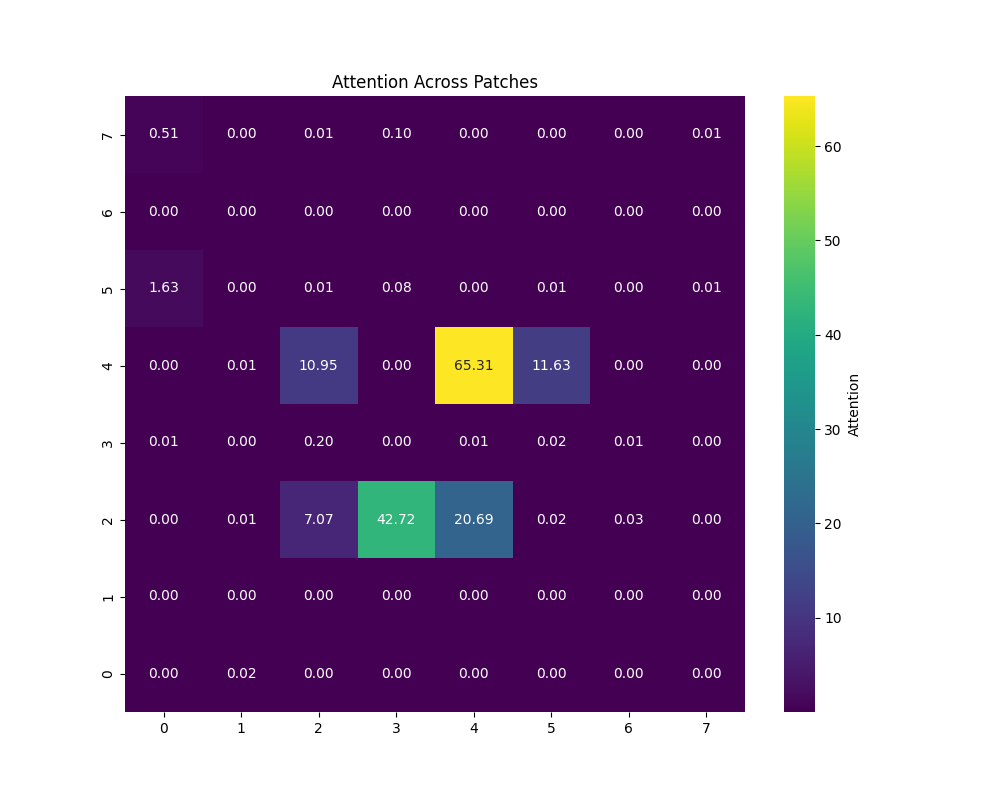 Attention Across Patches
7 0.51 0.00 0.01 0.10 0.00 0.00 0.00 0.01
6 0.00 0.00 0.00 0.00 0.00 0.00 0.00 0.00
5 1.63 0.00 0.01 0.08 0.00 0.01 0.00 0.01
4 0.00 0.01 10.95 0.00 65.31 11.63 0.00 0.00
3 0.01 0.00 0.20 0.00 0.01 0.02 0.01 0.00
2 0.00 0.01 7.07 42.72 20.69 0.02 0.03 0.00
1 0.00 0.00 0.00 0.00 0.00 0.00 0.00 0.00
0 0.00 0.02 0.00 0.00 0.00 0.00 0.00 0.00
0 1 2 3 4 5 6 7
60
50
40
30
20
10
Attention